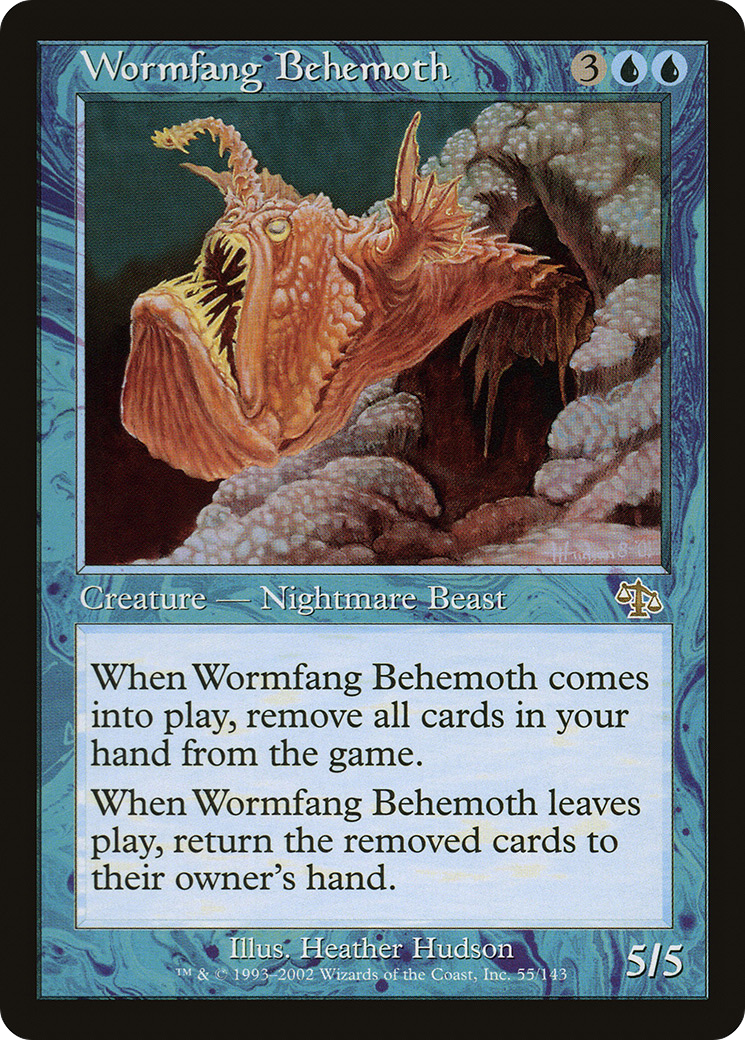 Wormfang Behemoth 3
Creature — Nightmare Beast
When Wormfang Behemoth comes
into play, remove all cards in your
hand from the game.
When Wormfang Behemoth leaves
play, return the removed cards to
their owner's hand.
Illus. Heather Hudson
™ & © 1993–2002 Wizards of the Coast, Inc. 55/143
5/5